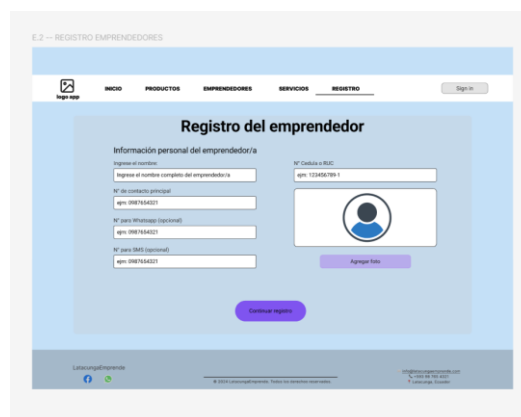 E.2 — REGISTRO EMPRENDEDORES
logo app
INICIO PRODUCTOS EMPRENDEDORES SERVICIOS REGISTRO Sign in
Registro del emprendedor
Información personal del emprendedor/a
Ingrese el nombre: N° Cedula o RUC
Ingrese el nombre completo del emprendedor/a ejm: 123456789-1
N° de contacto principal
ejm: 0987654321
N° para Whatsapp (opcional)
ejm: 0987654321
N° para SMS (opcional)
ejm: 0987654321 Agregar foto
Continuar registro
LatacungaEmprende
© 2024 LatacungaEmprende. Todos los derechos reservados.
Latacunga, Ecuador